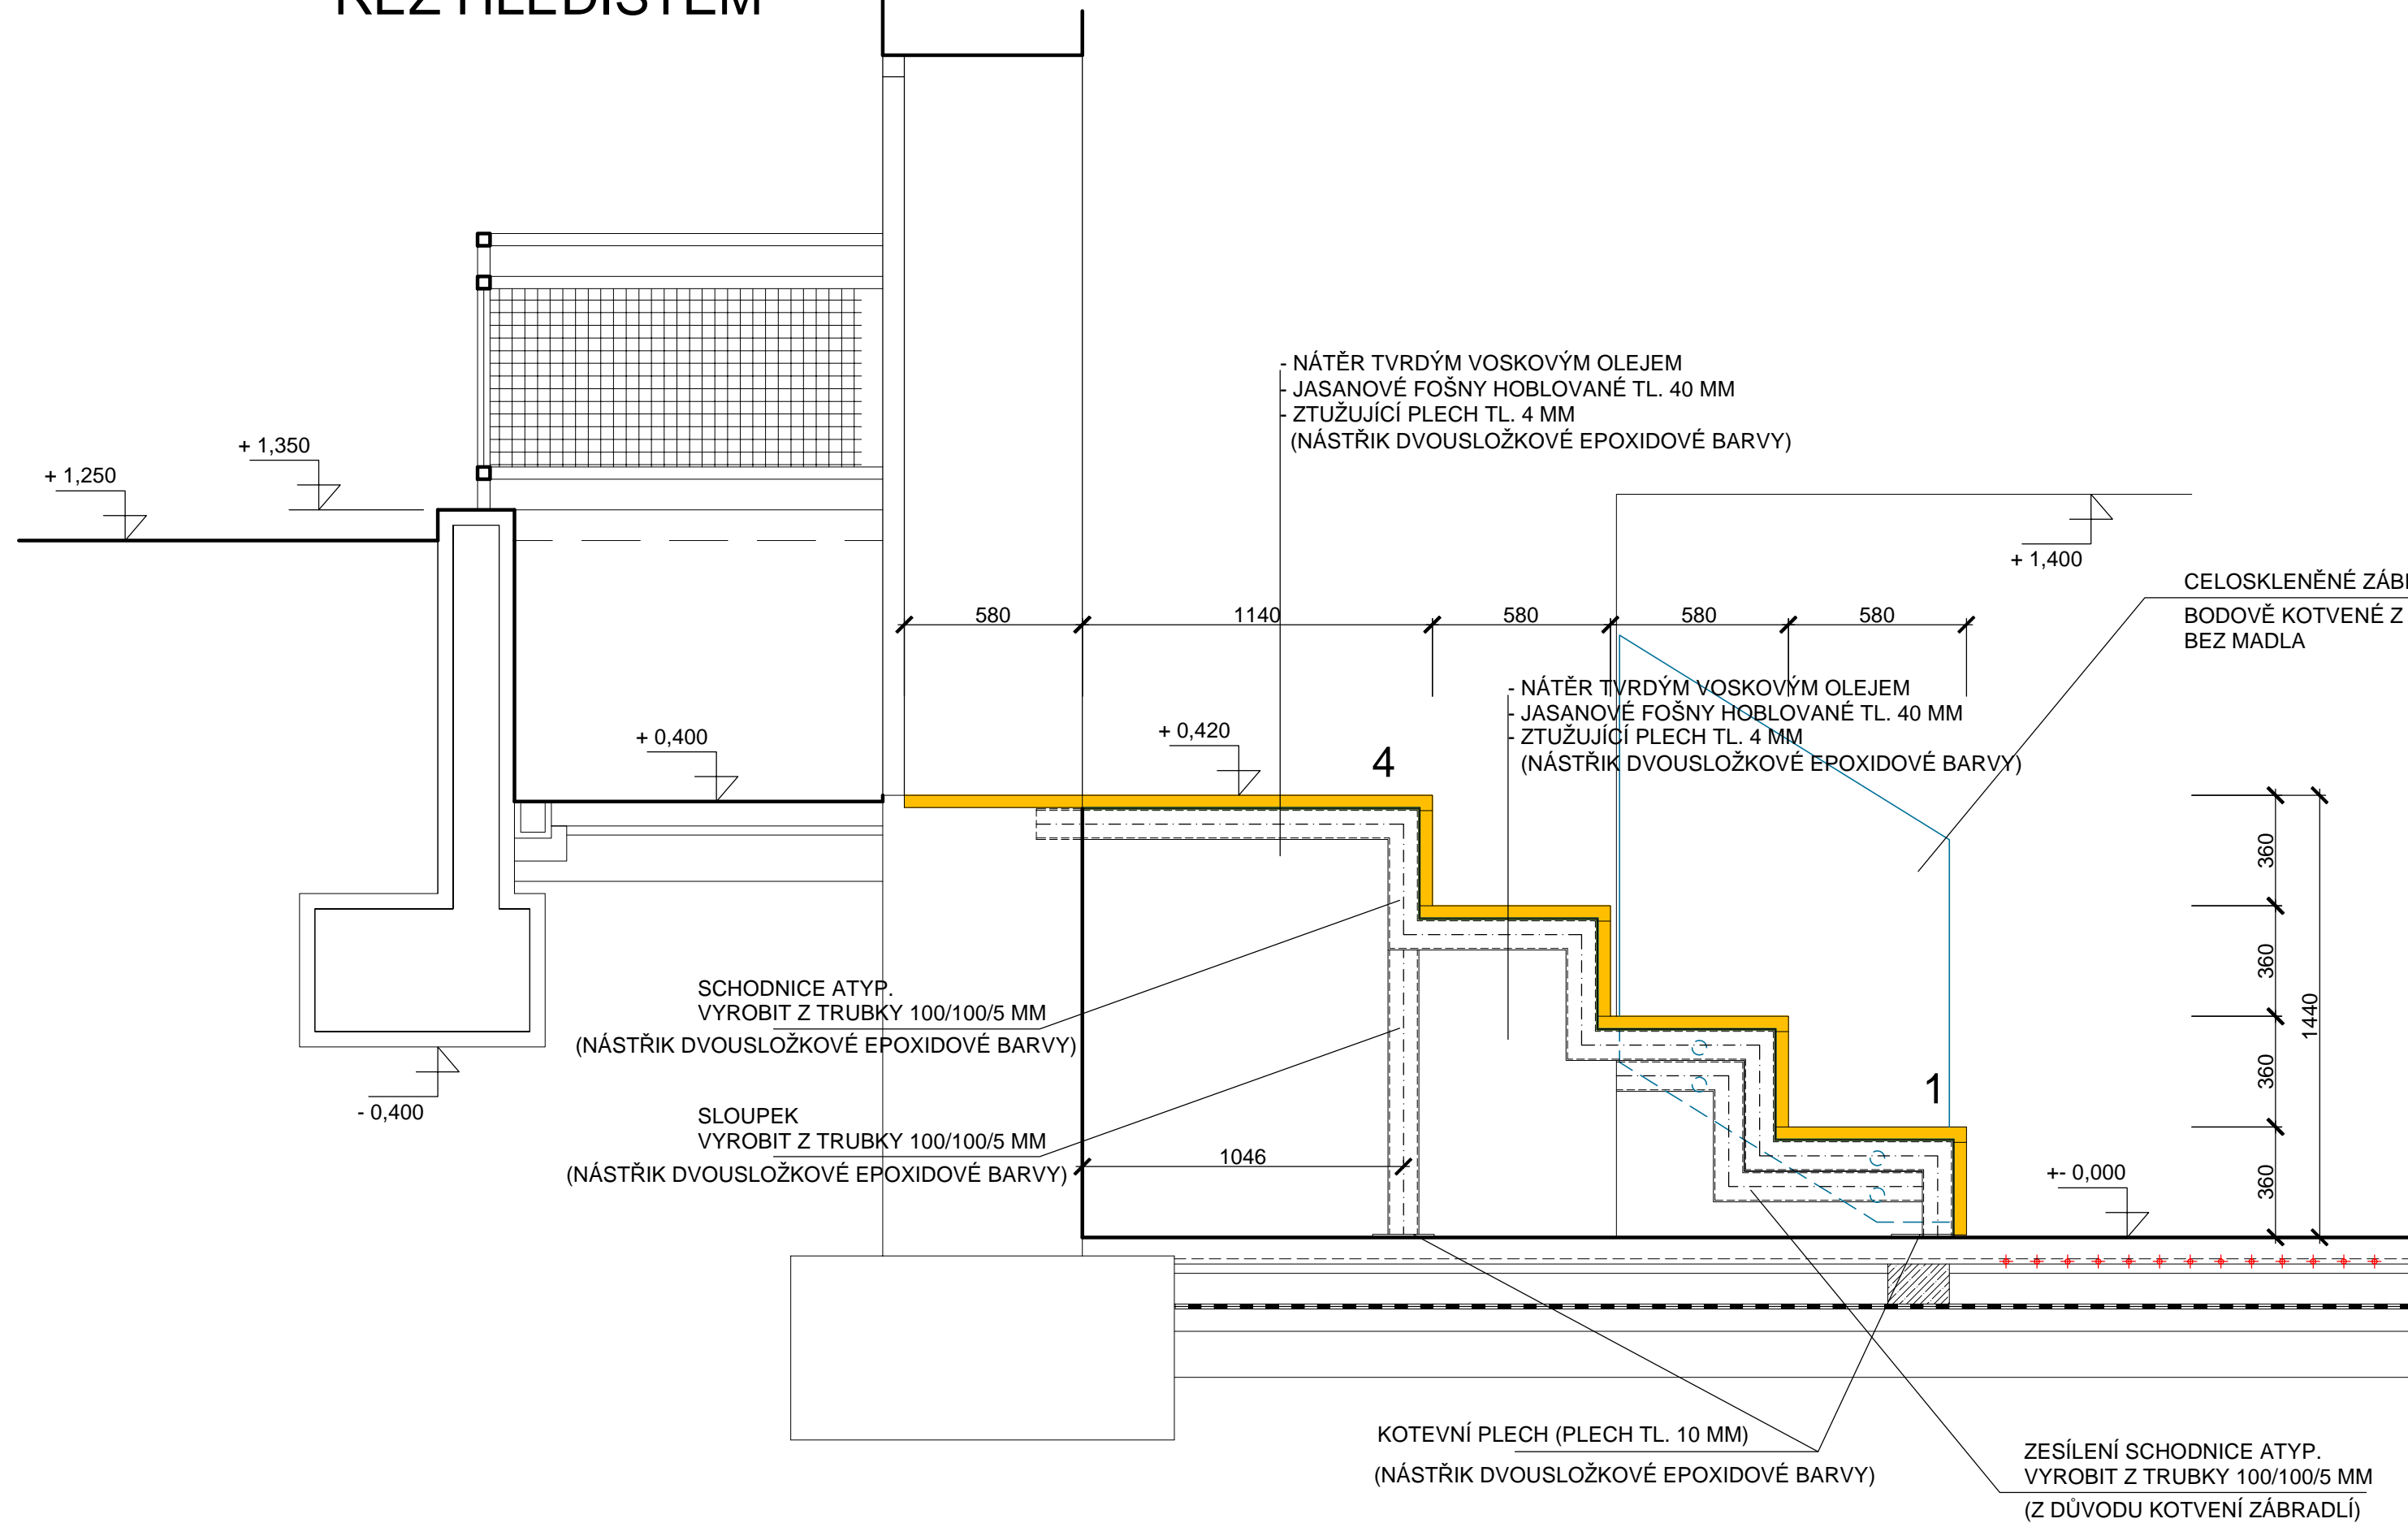 ŘEZ HLEDIŠTĚM
- NÁTĚR TVRDÝM VOSKOVÝM OLEJEM
- JASANOVÉ FOŠNY HOBLOVANÉ TL. 40 MM
- ZTUŽUJÍCÍ PLECH TL. 4 MM
(NÁSTŘIK DVOUSLOŽKOVÉ EPOXIDOVÉ BARVY)
+ 1,350
+ 1,250
+ 1,400
CELOSKLENĚNÉ
BODOVĚ KOTVENÉ Z
BEZ MADLA
580
1140
580
580
580
- NÁTĚR TVRDÝM VOSKOVÝM OLEJEM
- JASANOVÉ FOŠNY HOBLOVANÉ TL. 40 MM
- ZTUŽUJÍCÍ PLECH TL. 4 MM
(NÁSTŘIK DVOUSLOŽKOVÉ EPOXIDOVÉ BARVY)
+ 0,400
+ 0,420
4
360
360
360
360
1440
SCHODNICE ATYP.
VYROBIT Z TRUBKY 100/100/5 MM
(NÁSTŘIK DVOUSLOŽKOVÉ EPOXIDOVÉ BARVY)
- 0,400
1
SLOUPEK
VYROBIT Z TRUBKY 100/100/5 MM
(NÁSTŘIK DVOUSLOŽKOVÉ EPOXIDOVÉ BARVY)
1046
+- 0,000
KOTEVNÍ PLECH (PLECH TL. 10 MM)
(NÁSTŘIK DVOUSLOŽKOVÉ EPOXIDOVÉ BARVY)
ZESÍLENÍ SCHODNICE ATYP.
VYROBIT Z TRUBKY 100/100/5 MM
(Z DŮVODU KOTVENÍ ZÁBRADLÍ)